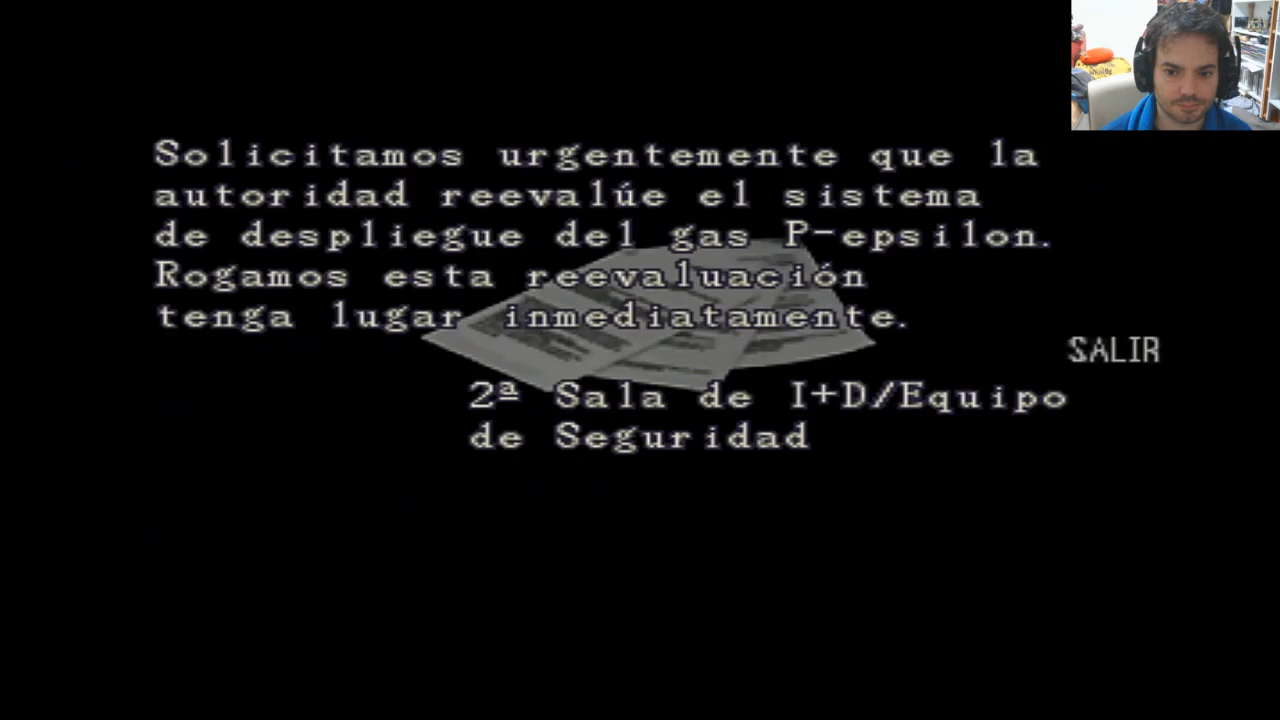 Solicitamos urgentemente que la
autoridad reevalúe el sistema
de despliegue del gas P-epsilon.
Rogamos esta reevaluación
tenga lugar inmediatamente.
SALIR
2ª Sala de I+D/Equipo
de Seguridad